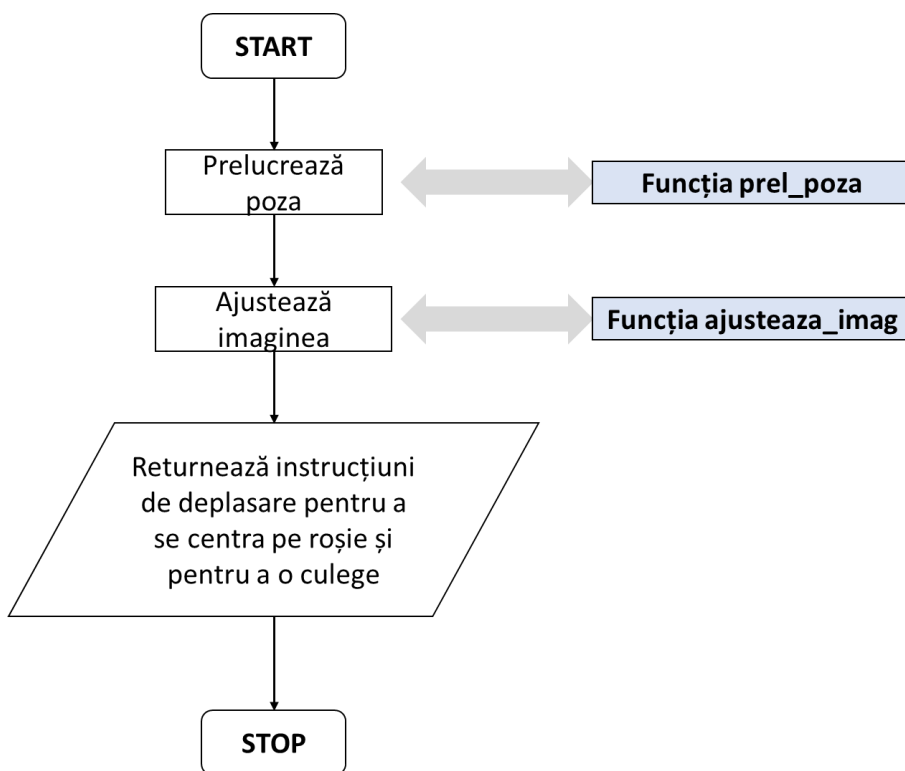 START
Prelucrează
poza
Funcția prel_poza
Ajustează
imaginea
Funcția ajusteaza_imag
Returnează instrucțiuni
de deplasare pentru a
se centra pe roșie și
pentru a o culege
STOP